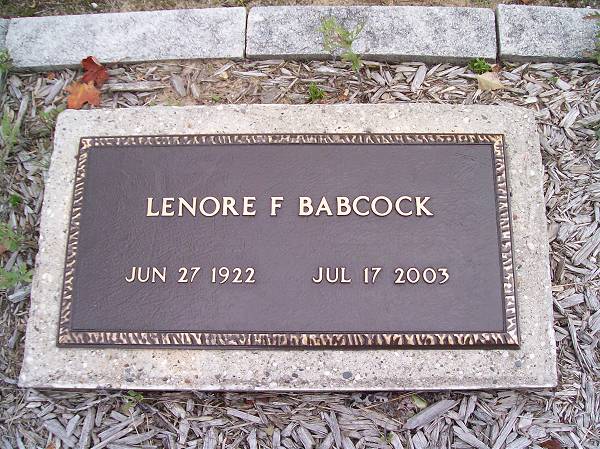 LENORE F BABCOCK
JUN 27 1922 JUL 17 2003